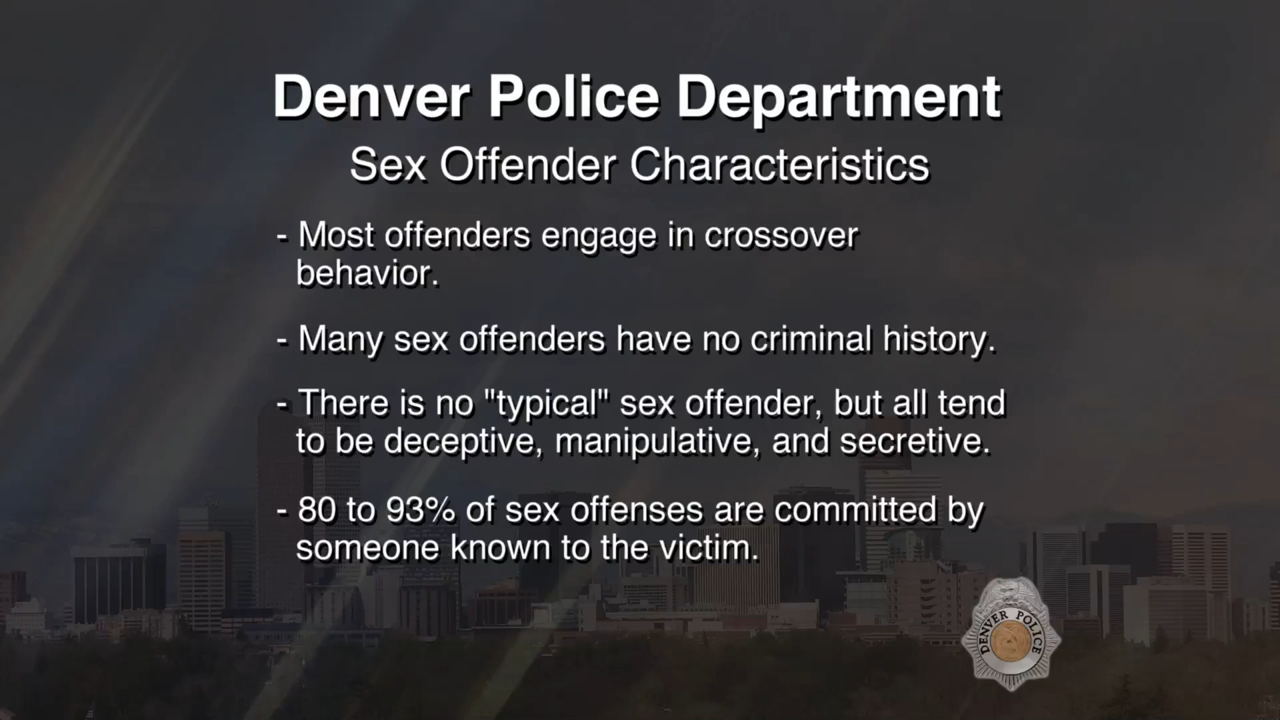 Denver Police Department
Sex Offender Characteristics
- Most offenders engage in crossover
behavior.
- Many sex offenders have no criminal history.
- There is no "typical" sex offender, but all tend
to be deceptive, manipulative, and secretive.
- 80 to 93% of sex offenses are committed by
someone known to the victim.
DENVER POLICE